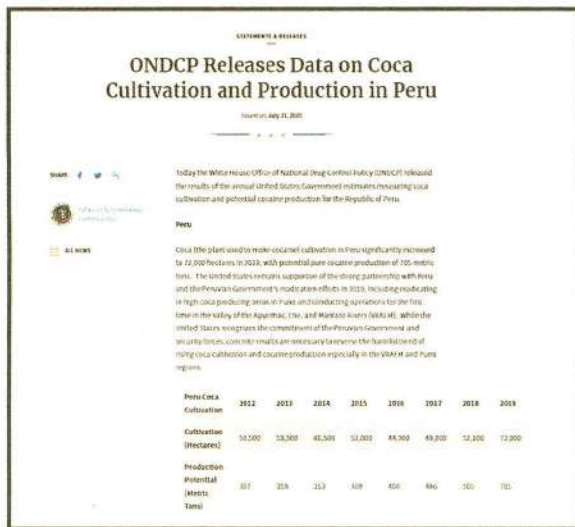 STATEMENTS & RELEASES
ONDCP Releases Data on Coca
Cultivation and Production in Peru
Issued on: July 31, 2020
SHARE:
ALL NEWS
Today the White House Office of National Drug Control Policy (ONDCP) released
the results of the annual United States Government estimates measuring coca
cultivation and potential cocaine production for the Republic of Peru.
Peru
Coca (the plant used to make cocaine) cultivation in Peru significantly increased
to 72,000 hectares in 2019, with potential pure cocaine production of 705 metric
tons. The United States remains supportive of the strong partnership with Peru
and the Peruvian Government's eradication efforts in 2019, including eradicating
in high coca producing areas in Puno and conducting operations for the first
time in the Valley of the Apurimac, Ene, and Mantaro Rivers (VRAEM). While the
United States recognizes the commitment of the Peruvian Government and
security forces, concrete results are necessary to reverse the harmful trend of
rising coca cultivation and cocaine production especially in the VRAEM and Puno
regions.
Peru Coca
Cultivation 2012 2013 2014 2015 2016 2017 2018 2019
Cultivation
(Hectares) 53,000 44,000 49,800 72,000
Production
Potential
(Metric
Tons) 705